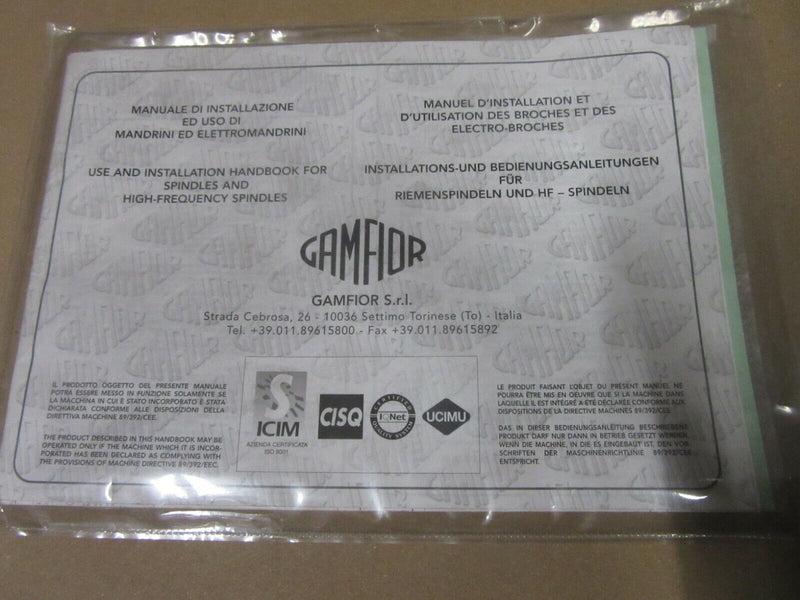 MANUALE DI INSTALLAZIONE
ED USO DI
MANDRINI ED ELETTROMANDRINI
MANUEL D'INSTALLATION ET
D'UTILISATION DES BROCHES ET DES
ELECTRO-BROCHES
USE AND INSTALLATION HANDBOOK FOR
SPINDLES AND
HIGH-FREQUENCY SPINDLES
INSTALLATIONS-UND BEDIENUNGSANLEITUNGEN
FÜR
RIEMENSPINDELN UND HF – SPINDELN
GAMFIOR
GAMFIOR S.r.l.
Strada Cebrosa, 26 - 10036 Settimo Torinese (To) - Italia
Tel. +39.011.89615800 - Fax +39.011.89615892
IL PRODOTTO OGGETTO DEL PRESENTE MANUALE
POTRÀ ESSERE MESSO IN FUNZIONE SOLAMENTE SE
LA MACCHINA IN CUI È STATO INCORPORATO È STATA
DICHIARATA CONFORME ALLE DISPOSIZIONI DELLA
DIRETTIVA MACCHINE 89/392/CEE.
THE PRODUCT DESCRIBED IN THIS HANDBOOK MAY BE
OPERATED ONLY IF THE MACHINE WHICH IT IS INCOR-
PORATED HAS BEEN DECLARED AS COMPLYING WITH
THE PROVISIONS OF MACHINE DIRECTIVE 89/392/EEC.
S
ICIM
AZIENDA CERTIFICATA
ISO 9001
CISQ
CERTIFIED
IQNet
QUALITY SYSTEM
UCIMU
LE PRODUIT FAISANT L'OBJET DU PRESENT MANUEL NE
POURRA ÊTRE MIS EN OEUVRE QUE SI LA MACHINE DANS
LAQUELLE IL EST INTÉGRÉ A ÉTÉ DÉCLARÉE CONFORME AUX
DISPOSITIONS DE LA DIRECTIVE MACHINES 89/392/CEE.
DAS IN DIESER BEDIENUNGSANLEITUNG BESCHRIEBENE
PRODUKT DARF NUR DANN IN BETRIEB GESETZT WERDEN,
WENN DIE MACHINE, IN DIE ES EINGEBAUT IST, DEN VOR-
SCHRIFTEN DER MASCHINENRICHTLINIE 89/392/CEE
ENTSPRICHT.